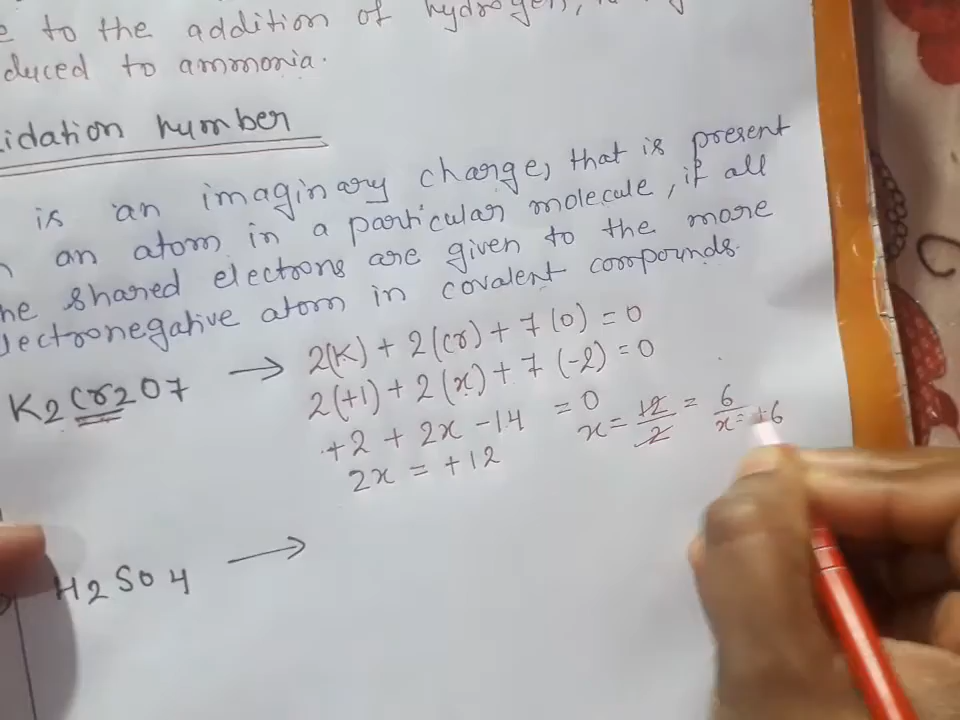 to the addition of hydrogen,
duced to ammonia.
idation number
is an imaginary charge, that is present
an atom in a particular molecule, if all
he shared electrons are given to the more
lectronegative atom in covalent compounds.
K2Cr2O7 → 2(K) + 2(Cr) + 7(O) = 0
2(+1) + 2(x) + 7(-2) = 0
+2 + 2x - 14 = 0
2x = +12
x = 12/2 = 6
x = +6
H2SO4 →